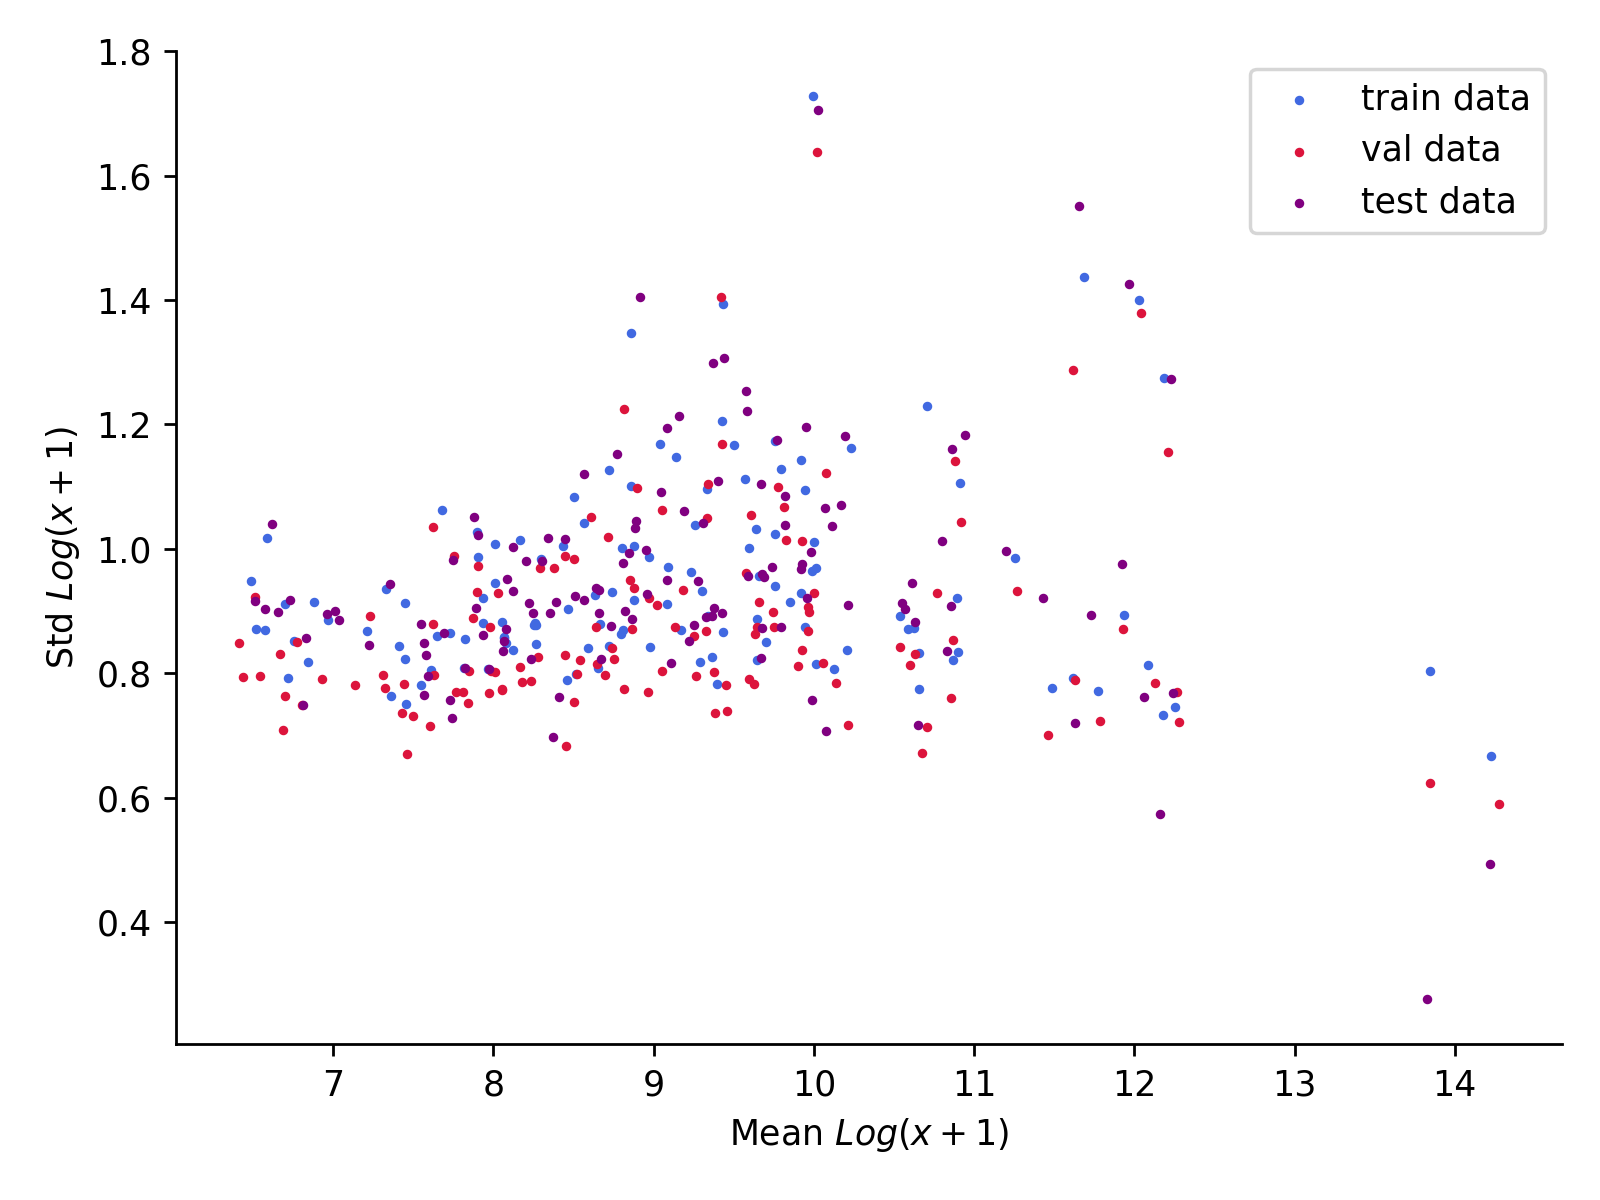 1.8
1.6
1.4
1.2
1.0
0.8
0.6
0.4
Std Log(x + 1)
train data
val data
test data
7 8 9 10 11 12 13 14
Mean Log(x + 1)